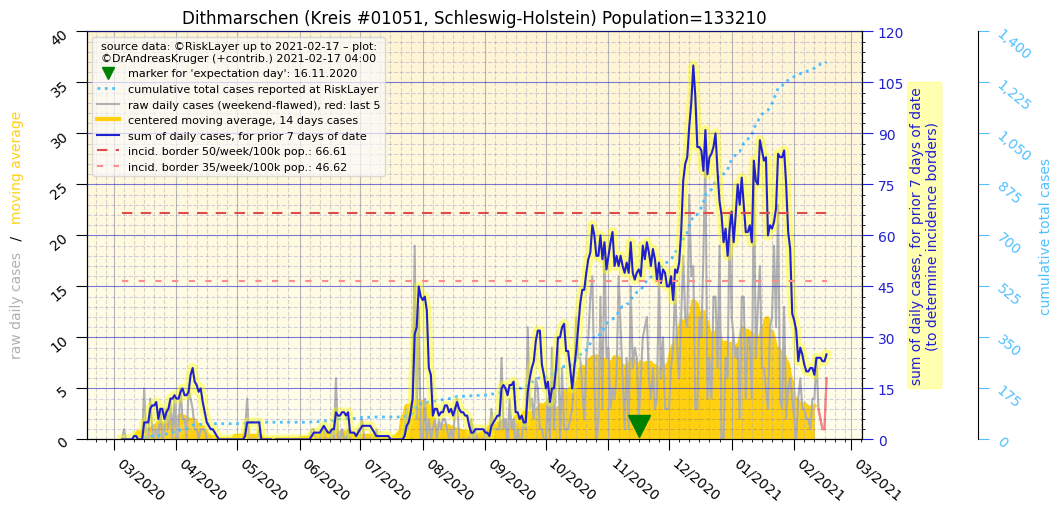 Dithmarschen (Kreis #01051, Schleswig-Holstein) Population=133210
source data: ©RiskLayer up to 2021-02-17 – plot:
©DrAndreasKruger (+contrib.) 2021-02-17 04:00
marker for 'expectation day': 16.11.2020
cumulative total cases reported at RiskLayer
raw daily cases (weekend-flawed), red: last 5
centered moving average, 14 days cases
sum of daily cases, for prior 7 days of date
incid. border 50/week/100k pop.: 66.61
incid. border 35/week/100k pop.: 46.62
raw daily cases / moving average
40
35
30
25
20
15
10
5
0
03/2020
04/2020
05/2020
06/2020
07/2020
08/2020
09/2020
10/2020
11/2020
12/2020
01/2021
02/2021
03/2021
120
105
90
75
60
45
30
15
0
sum of daily cases, for prior 7 days of date
(to determine incidence borders)
1,400
1,225
1,050
875
700
525
350
175
0
cumulative total cases